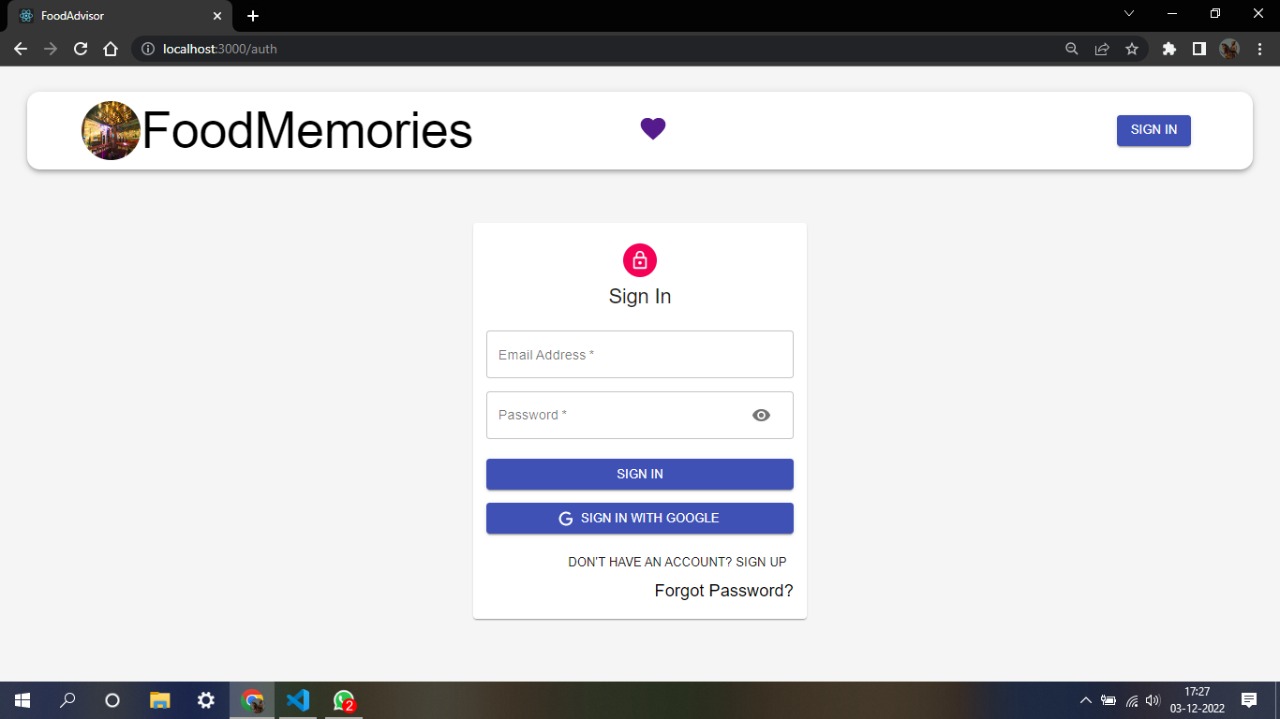 FoodAdvisor
localhost:3000/auth
FoodMemories
SIGN IN
Sign In
Email Address *
Password *
SIGN IN
G SIGN IN WITH GOOGLE
DON'T HAVE AN ACCOUNT? SIGN UP
Forgot Password?
2
17:27
03-12-2022